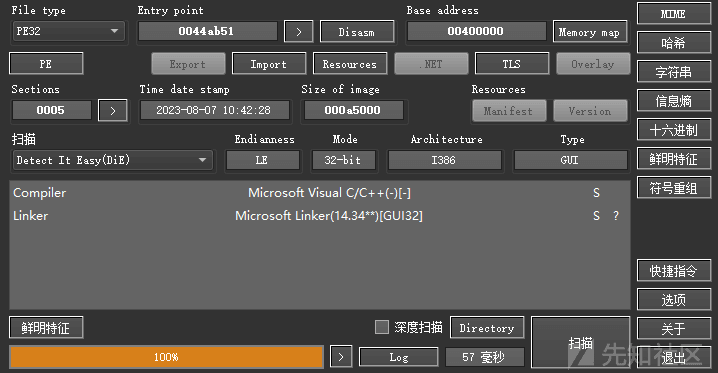 File type Entry point Base address MIME
PE32 0044ab51 > Disasm 00400000 Memory map 哈希
PE Export Import Resources .NET TLS Overlay 字符串
Sections Time date stamp Size of image Resources 信息熵
0005 > 2023-08-07 10:42:28 000a5000 Manifest Version 十六进制
扫描 Endianness Mode Architecture Type
Detect It Easy(DiE) LE 32-bit I386 GUI 鲜明特征
Compiler Microsoft Visual C/C++(-)[-] S 符号重组
Linker Microsoft Linker(14.34**)[GUI32] S ?
快捷指令
选项
鲜明特征 深度扫描 Directory 扫描 关于
100% > Log 57 毫秒 先知社区 退出